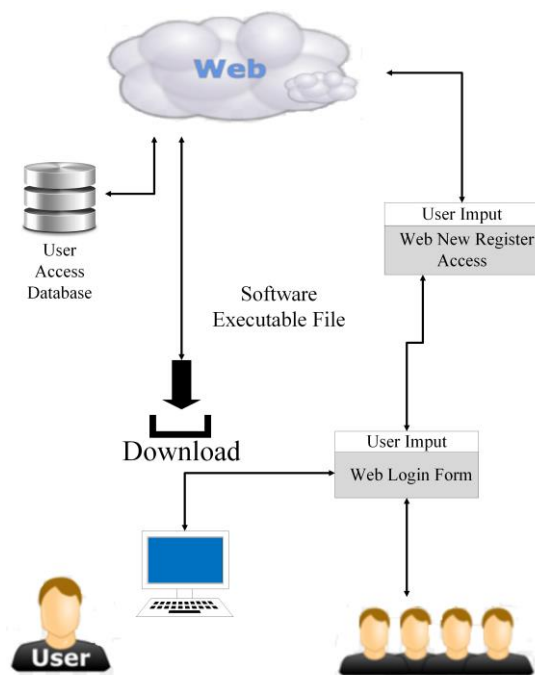 Web
User
Access
Database
User Imput
Web New Register
Access
Software
Executable File
Download
User Imput
Web Login Form
User